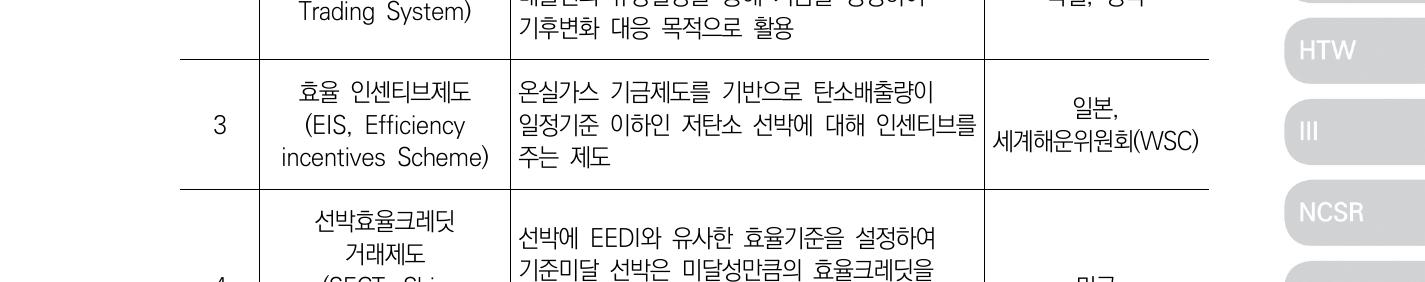 Trading System)
기후변화 대응 목적으로 활용
HTW
3
효율 인센티브제도
(EIS, Efficiency
incentives Scheme)
온실가스 기금제도를 기반으로 탄소배출량이
일정기준 이하인 저탄소 선박에 대해 인센티브를
주는 제도
일본,
세계해운위원회(WSC)
III
NCSR
선박효율크레딧
거래제도
선박에 EEDI와 유사한 효율기준을 설정하여
기준미달 선박은 미달성만큼의 효율크레딧을